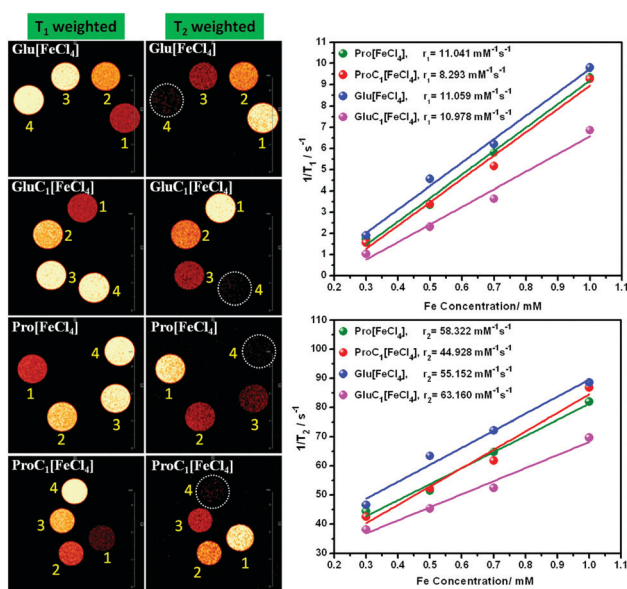 T1 weighted
T2 weighted
Glu[FeCl4]
4
3
2
1
4
3
2
1
GluC1[FeCl4]
1
2
3
4
1
2
3
4
Pro[FeCl4]
Pro[FeCl4]
4
1
3
2
4
1
3
2
ProC1[FeCl4]
ProC1[FeCl4]
4
3
1
2
4
3
1
2
1/T1 / s-1
11
10
9
8
7
6
5
4
3
2
1
0
Pro[FeCl4], r1= 11.041 mM-1s-1
ProC1[FeCl4], r1= 8.293 mM-1s-1
Glu[FeCl4], r1= 11.059 mM-1s-1
GluC1[FeCl4], r1= 10.978 mM-1s-1
0.2 0.3 0.4 0.5 0.6 0.7 0.8 0.9 1.0 1.1
Fe Concentration/ mM
1/T2 / s-1
110
100
90
80
70
60
50
40
30
Pro[FeCl4], r2= 58.322 mM-1s-1
ProC1[FeCl4], r2= 44.928 mM-1s-1
Glu[FeCl4], r2= 55.152 mM-1s-1
GluC1[FeCl4], r2= 63.160 mM-1s-1
0.2 0.3 0.4 0.5 0.6 0.7 0.8 0.9 1.0 1.1
Fe Concentration/ mM